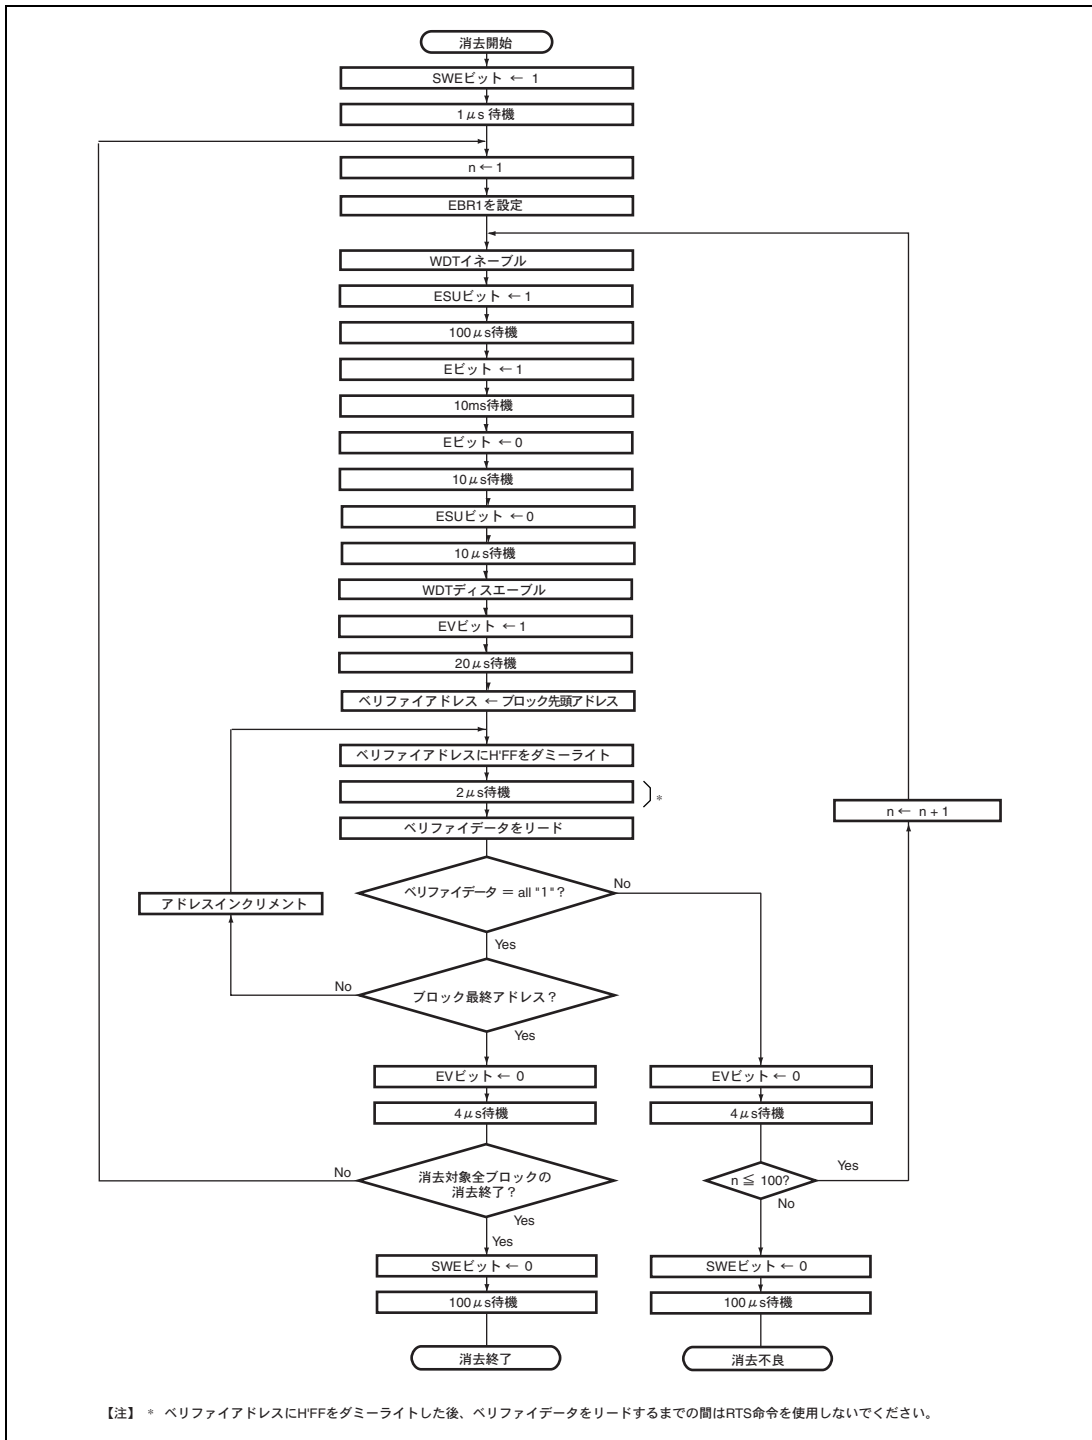 消去開始
SWEビット ← 1
1μs 待機
n ← 1
EBR1を設定
WDTイネーブル
ESUビット ← 1
100μs待機
Eビット ← 1
10ms待機
Eビット ← 0
10μs待機
ESUビット ← 0
10μs待機
WDTディスエーブル
EVビット ← 1
20μs待機
ベリファイアドレス ← ブロック先頭アドレス
ベリファイアドレスにH'FFをダミーライト
2μs待機
*
n ← n + 1
ベリファイデータをリード
ベリファイデータ = all "1"?
No
アドレスインクリメント
Yes
No
ブロック最終アドレス?
Yes
EVビット ← 0
EVビット ← 0
4μs待機
4μs待機
No
消去対象全ブロックの
消去終了?
Yes
n ≦ 100?
Yes
No
Yes
SWEビット ← 0
SWEビット ← 0
100μs待機
100μs待機
消去終了
消去不良
【注】 * ベリファイアドレスにH'FFをダミーライトした後、ベリファイデータをリードするまでの間はRTS命令を使用しないでください。